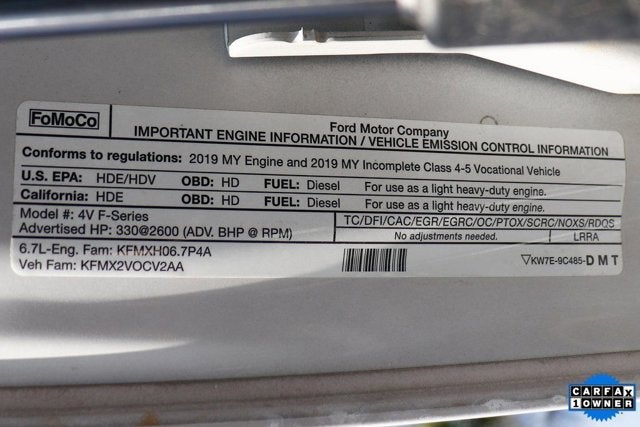 FoMoCo
Ford Motor Company
IMPORTANT ENGINE INFORMATION / VEHICLE EMISSION CONTROL INFORMATION
Conforms to regulations: 2019 MY Engine and 2019 MY Incomplete Class 4-5 Vocational Vehicle
U.S. EPA: HDE/HDV OBD: HD FUEL: Diesel For use as a light heavy-duty engine.
California: HDE OBD: HD FUEL: Diesel For use as a light heavy-duty engine.
Model #: 4V F-Series
Advertised HP: 330@2600 (ADV. BHP @ RPM)
TC/DFI/CAC/EGR/EGRC/OC/PTOX/SCRC/NOXS/RDQS
No adjustments needed. LRRA
6.7L-Eng. Fam: KFMXH06.7P4A
Veh Fam: KFMX2VOCV2AA
KW7E-9C485-DMT
CARFAX
1 OWNER